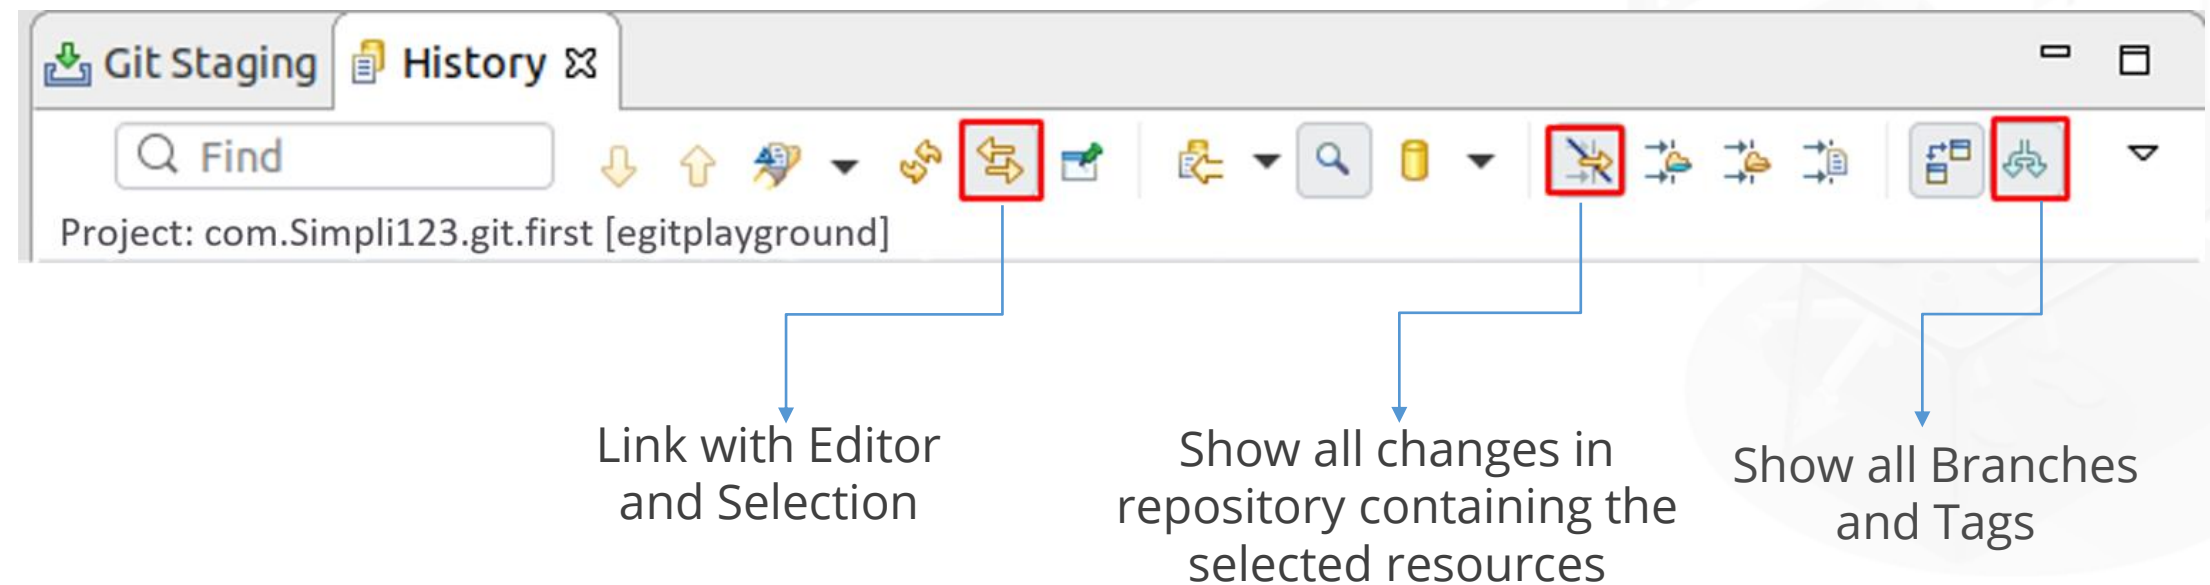 Git Staging History
Find
Project: com.Simpli123.git.first [egitplayground]
Link with Editor
and Selection
Show all changes in
repository containing the
selected resources
Show all Branches
and Tags